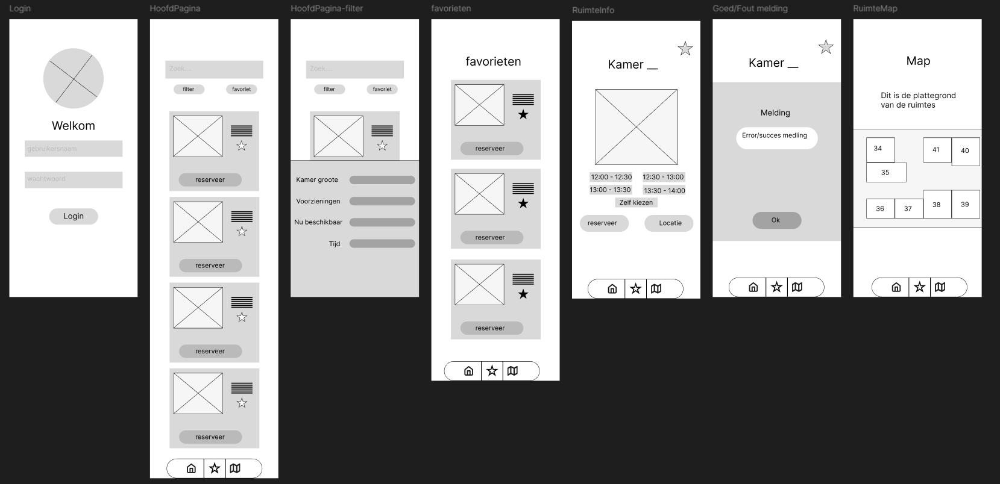 Login
Welkom
gebruikersnaam
wachtwoord
Login
HoofdPagina
Zoek....
filter
favoriet
reserveer
reserveer
reserveer
reserveer
HoofdPagina-filter
Zoek....
filter
favoriet
Kamer groote
Voorzieningen
Nu beschikbaar
Tijd
favorieten
favorieten
reserveer
reserveer
reserveer
RuimteInfo
Kamer __
12:00 - 12:30
12:30 - 13:00
13:00 - 13:30
13:30 - 14:00
Zelf kiezen
reserveer
Locatie
Goed/Fout melding
Kamer __
Melding
Error/succes medling
Ok
RuimteMap
Map
Dit is de plattegrond
van de ruimtes
34
41
40
35
36
37
38
39